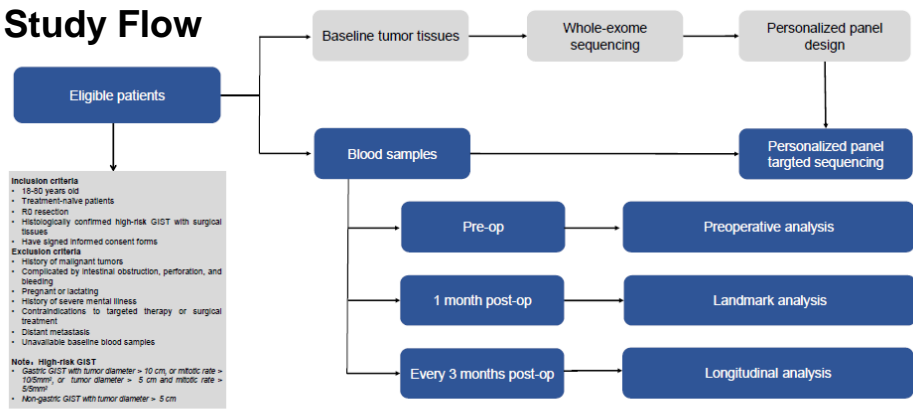 Study Flow
Baseline tumor tissues
Whole-exome
sequencing
Personalized panel
design
Eligible patients
Blood samples
Personalized panel
targted sequencing
Inclusion criteria
• 18-80 years old
• Treatment-naïve patients
• R0 resection
• Histologically confirmed high-risk GIST with surgical
tissues
• Have signed informed consent forms
Exclusion criteria
• History of malignant tumors
• Complicated by intestinal obstruction, perforation, and
bleeding
• Pregnant or lactating
• History of severe mental illness
• Contraindications to targeted therapy or surgical
treatment
• Distant metastasis
• Unavailable baseline blood samples
Note，High-risk GIST
• Gastric GIST with tumor diameter > 10 cm, or mitotic rate >
10/5mm², or tumor diameter > 5 cm and mitotic rate >
5/5mm²
• Non-gastric GIST with tumor diameter > 5 cm
Pre-op
Preoperative analysis
1 month post-op
Landmark analysis
Every 3 months post-op
Longitudinal analysis